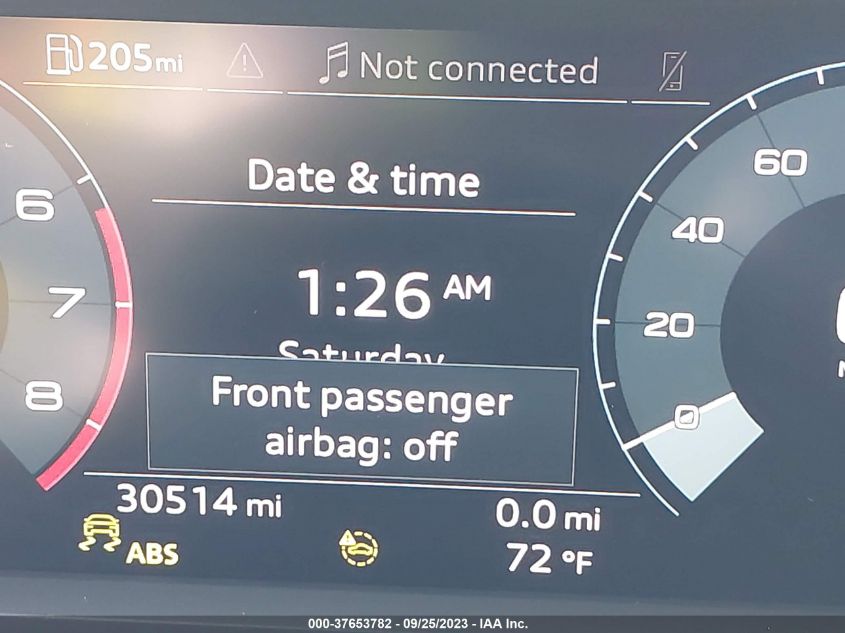 205mi Not connected
Date & time
1:26 AM
Saturday
Front passenger
airbag: off
30514 mi
0.0 mi
ABS
72 °F
6
7
8
60
40
20
0
000-37653782 - 09/25/2023 - IAA Inc.